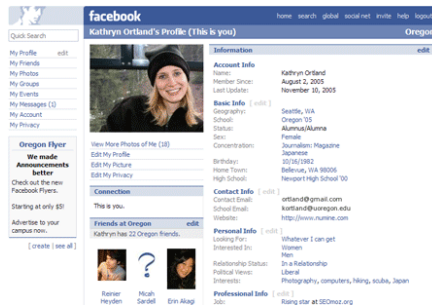 facebook
home search global social net invite help logout
Kathryn Ortland's Profile (This is you)
Oregon
Quick Search
My Profile edit
My Friends
My Photos
My Groups
My Events
My Messages (1)
My Account
My Privacy
Oregon Flyer
We made
Announcements
better
Check out the new
Facebook Flyers.
Starting at only $5!
Advertise to your
campus now.
[ create | see all ]
View More Photos of Me (18)
Edit My Profile
Edit My Picture
Edit My Privacy
Connection
This is you.
Friends at Oregon edit
Kathryn has 22 Oregon friends.
Reiner
Heyden
Micah
Sardell
Erin Akagi
Information edit
Account Info
Name: Kathryn Ortland
Member Since: August 2, 2005
Last Update: November 10, 2005
Basic Info [ edit ]
Geography: Seattle, WA
School: Oregon '05
Status: Alumnus/Alumna
Sex: Female
Concentration: Journalism: Magazine
Japanese
Birthday: 10/16/1982
Home Town: Bellevue, WA 98006
High School: Newport High School '00
Contact Info [ edit ]
Contact Email: ortland@gmail.com
School Email: kortland@uoregon.edu
Website: http://www.numine.com
Personal Info [ edit ]
Looking For: Whatever I can get
Interested In: Women
Men
Relationship Status: In a Relationship
Political Views: Liberal
Interests: Photography, computers, hiking, scuba, Japan
Professional Info [ edit ]
Job: Rising star at SEOmoz.org